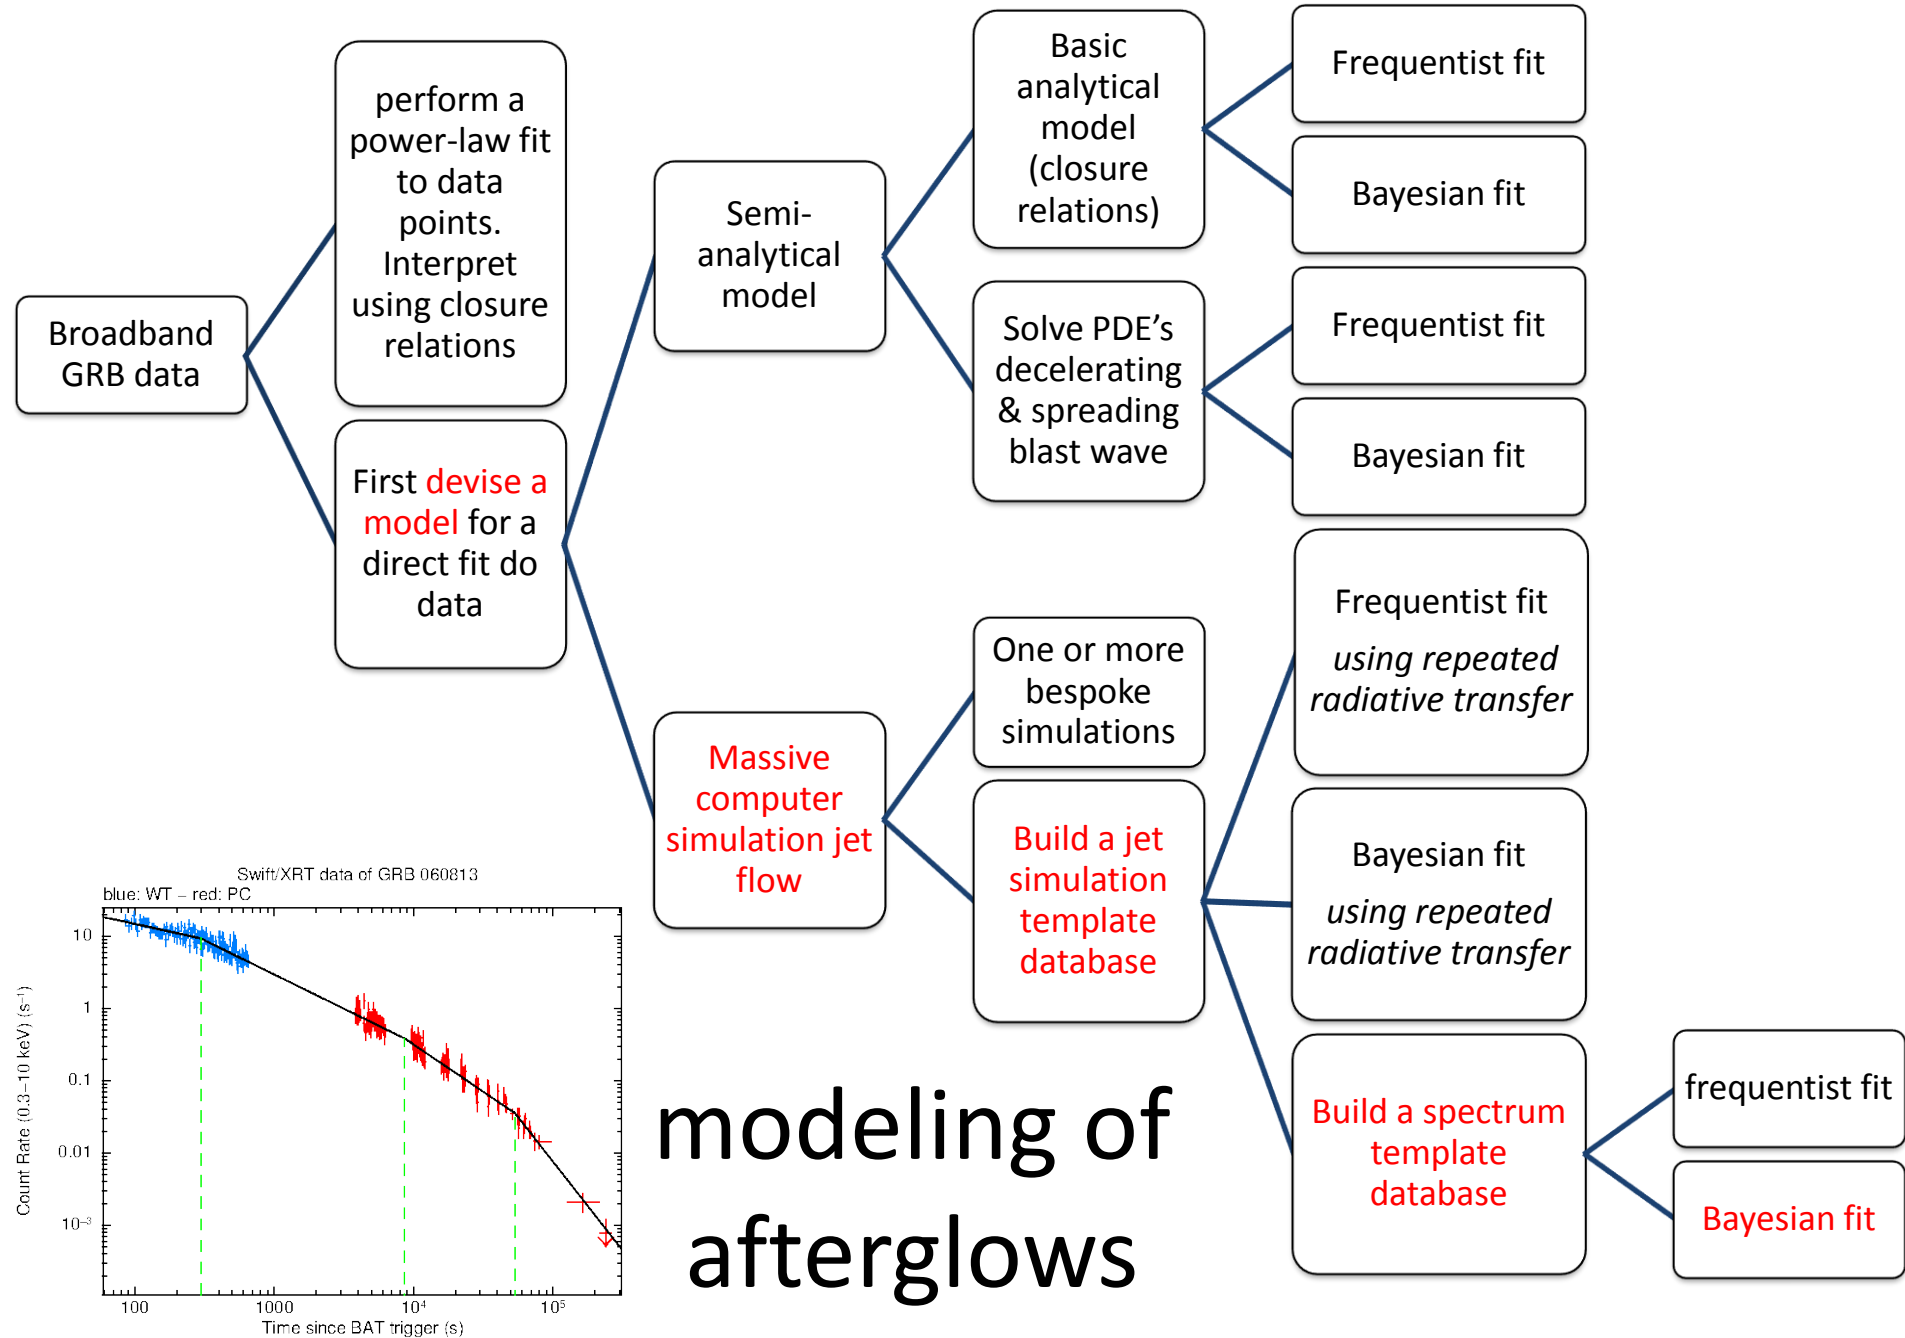 Broadband
GRB data
perform a
power-law fit
to data
points.
Interpret
using closure
relations
First devise a
model for a
direct fit do
data
Semi-
analytical
model
Massive
computer
simulation jet
flow
Basic
analytical
model
(closure
relations)
Solve PDE's
decelerating
& spreading
blast wave
One or more
bespoke
simulations
Build a jet
simulation
template
database
Frequentist fit
Bayesian fit
Frequentist fit
Bayesian fit
Frequentist fit
using repeated
radiative transfer
Bayesian fit
using repeated
radiative transfer
Build a spectrum
template
database
frequentist fit
Bayesian fit
Swift/XRT data of GRB 060813
blue: WT – red: PC
Count Rate (0.3–10 keV) (s⁻¹)
10
1
0.1
0.01
10⁻³
100
1000
10⁴
10⁵
Time since BAT trigger (s)
modeling of
afterglows